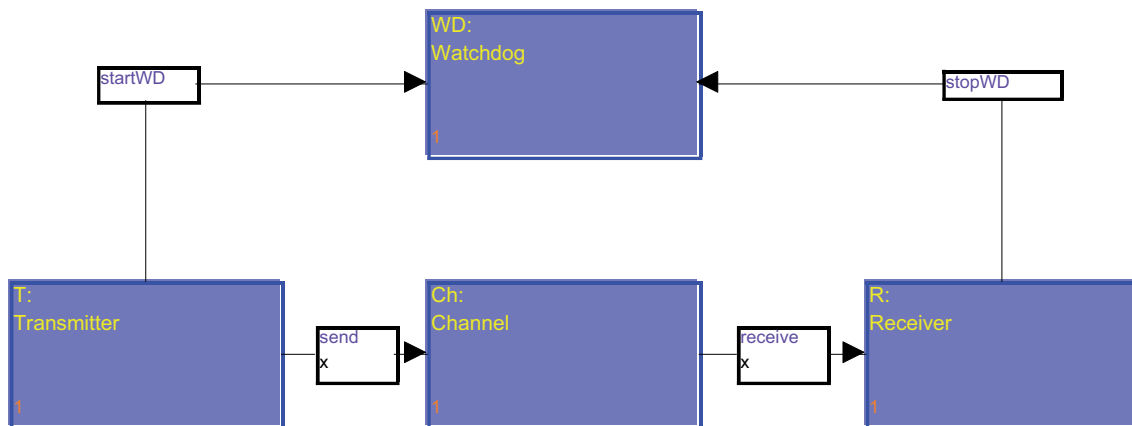 WD:
Watchdog
startWD
stopWD
1
T:
Transmitter
Ch:
Channel
R:
Receiver
send
x
receive
x
1
1
1